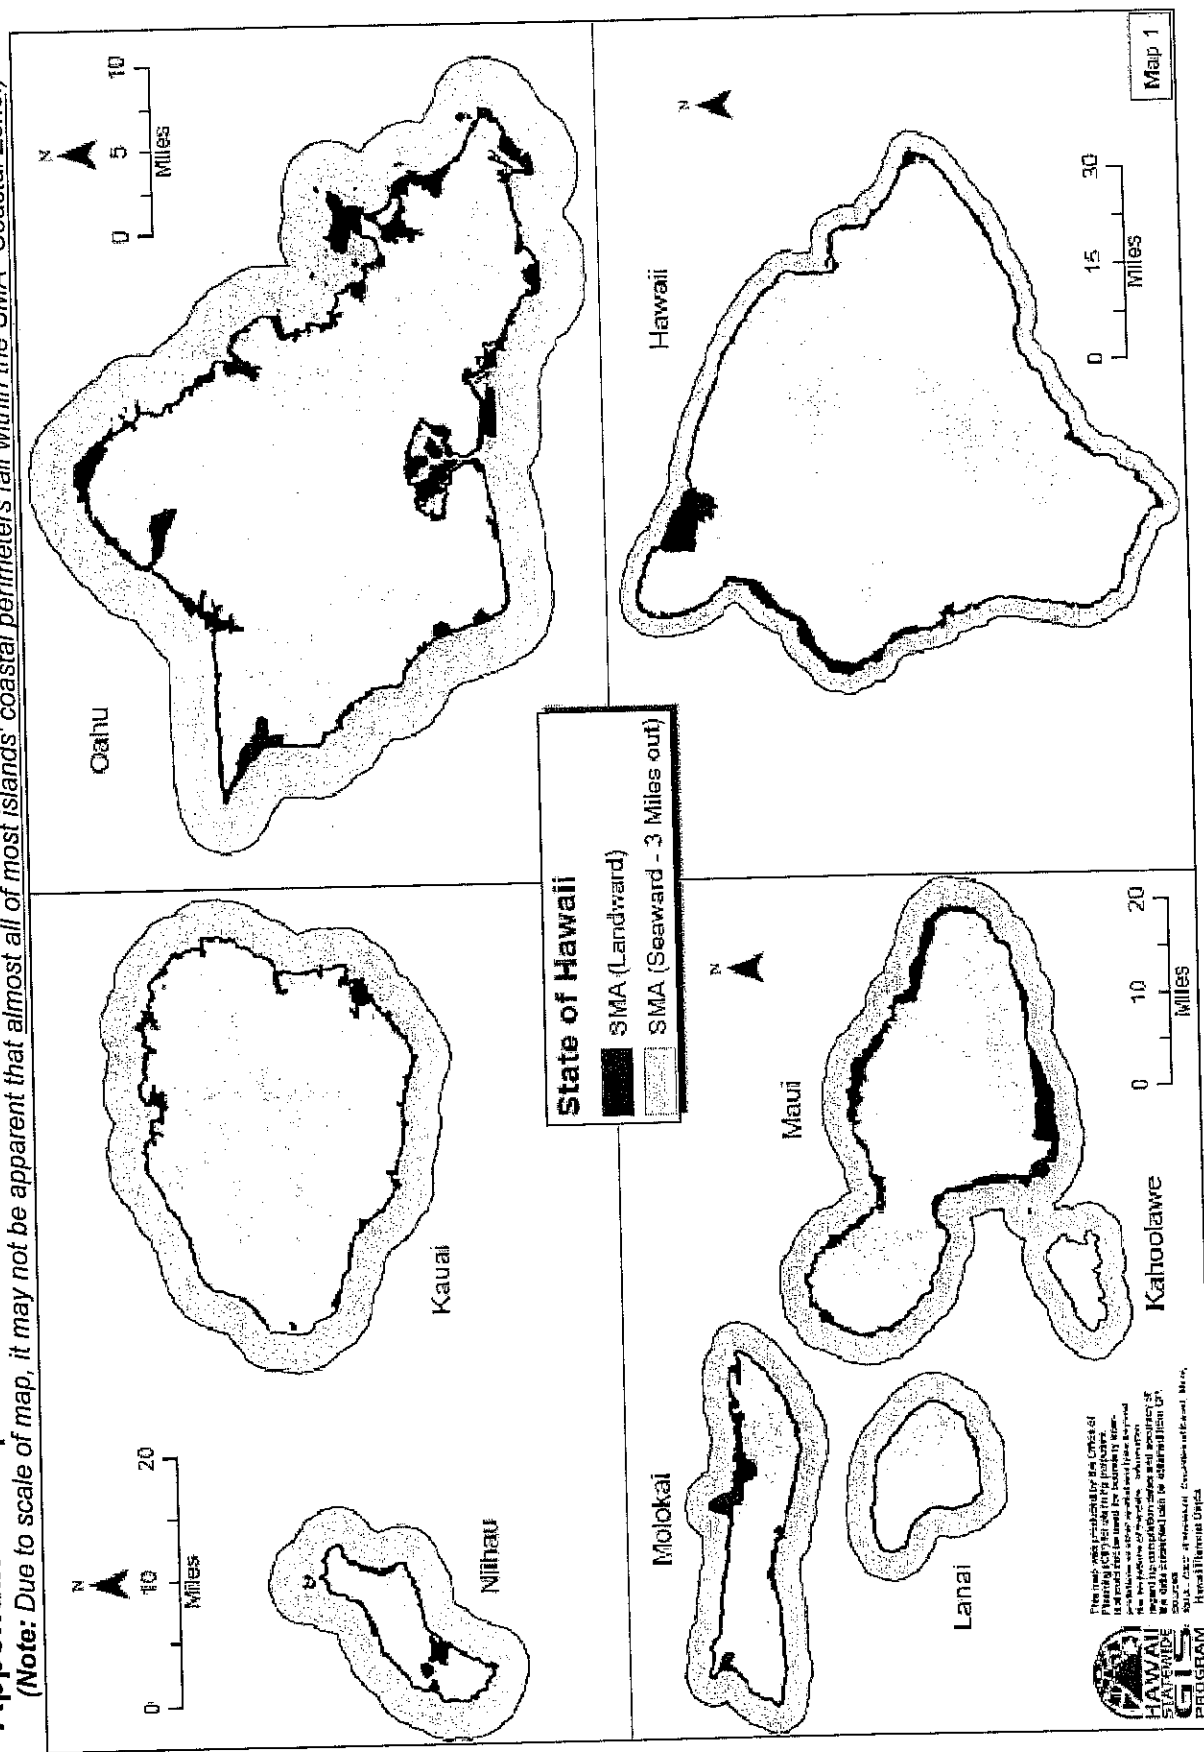 (Note: Due to scale of map, it may not be apparent that almost all of most islands' coastal perimeters fall within the SMA "Coastal Zone.")
N
0 10 20
Miles
Niihau
Kauai
Oahu
N
0 5 10
Miles
State of Hawaii
SMA (Landward)
SMA (Seaward - 3 Miles out)
Molokai
Lanai
Maui
Kahoolawe
N
0 10 20
Miles
Hawaii
N
0 15 30
Miles
HAWAII
STATEWIDE
GIS
PROGRAM
Map 1